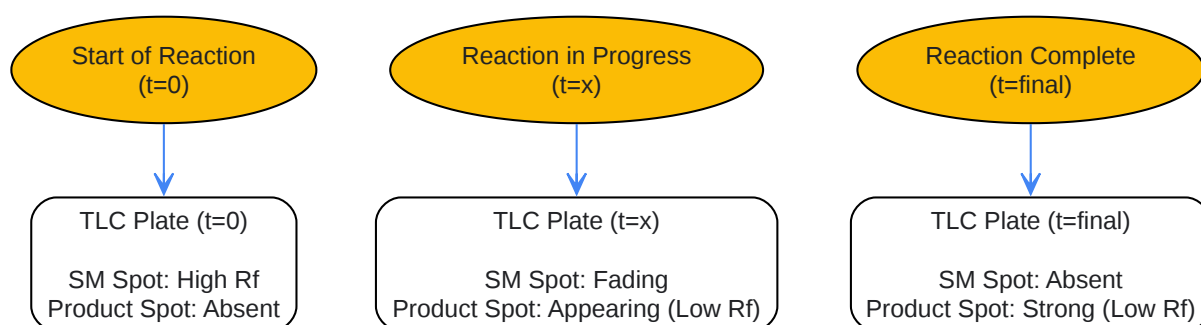 Start of Reaction
(t=0)
Reaction in Progress
(t=x)
Reaction Complete
(t=final)
TLC Plate (t=0)
SM Spot: High Rf
Product Spot: Absent
TLC Plate (t=x)
SM Spot: Fading
Product Spot: Appearing (Low Rf)
TLC Plate (t=final)
SM Spot: Absent
Product Spot: Strong (Low Rf)